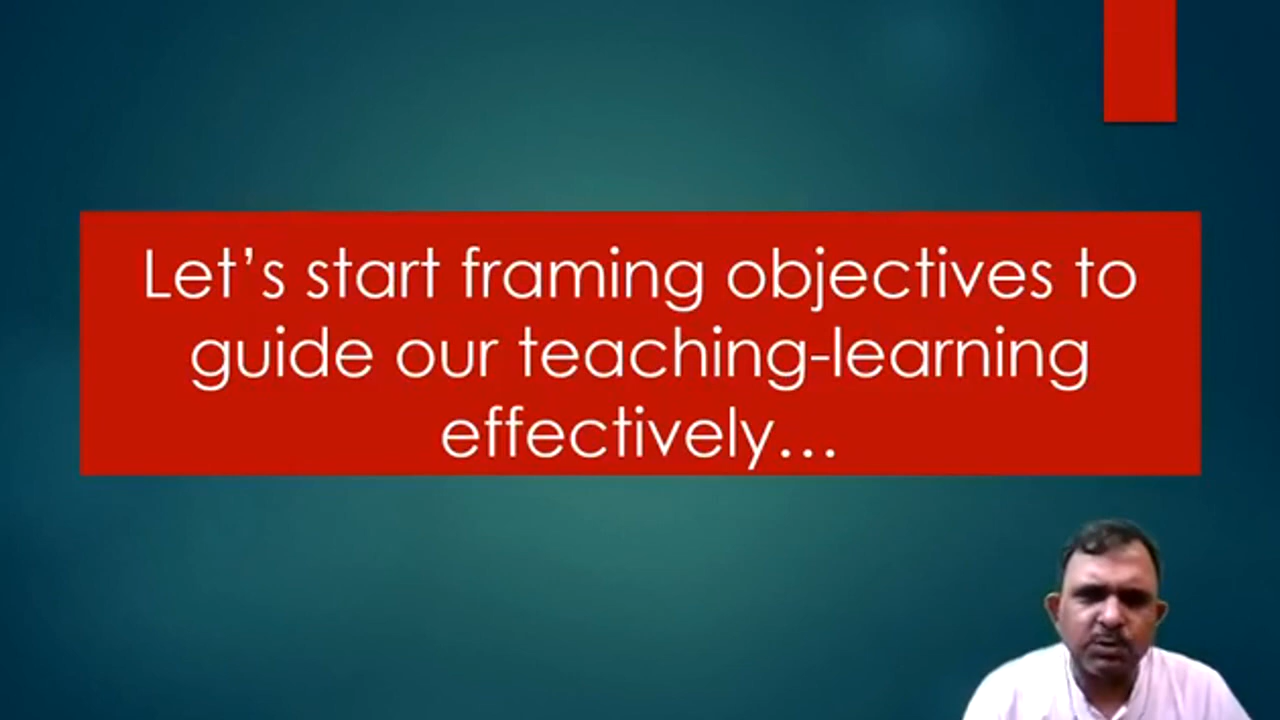 Let’s start framing objectives to
guide our teaching-learning
effectively…